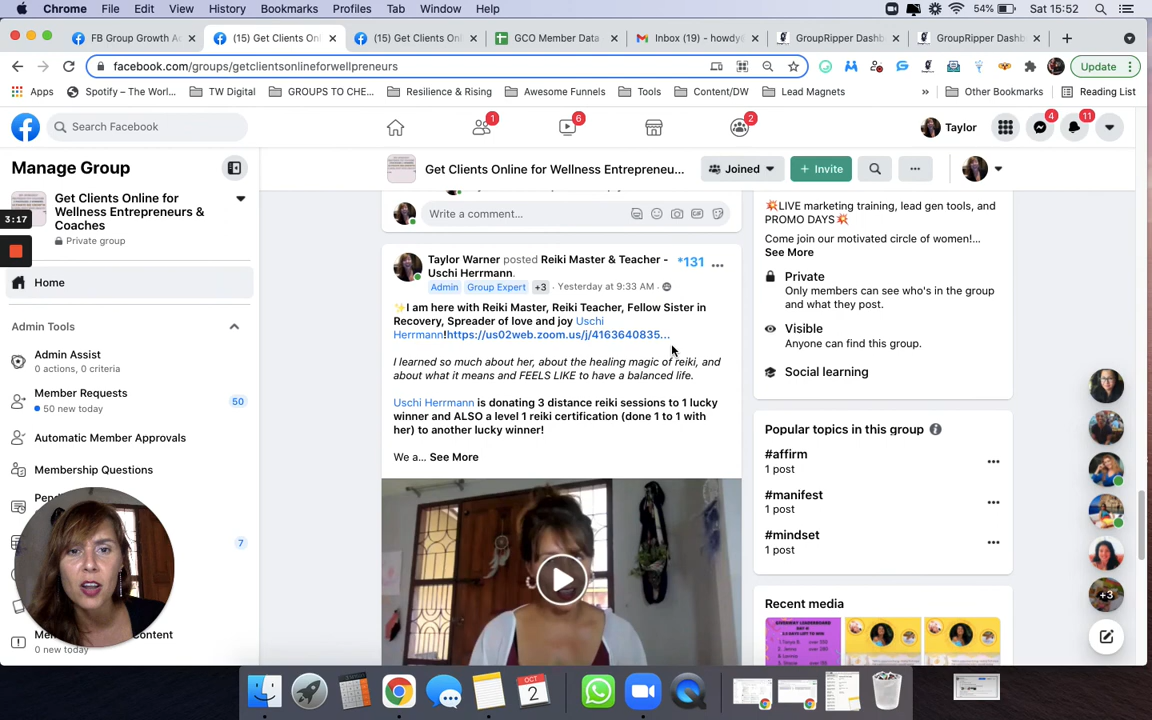 Chrome File Edit View History Bookmarks Profiles Tab Window Help 54% Sat 15:52
FB Group Growth A
(15) Get Clients Onl
(15) Get Clients Onl
GCO Member Data
Inbox (19) - howdy
GroupRipper Dashb
GroupRipper Dashb
facebook.com/groups/getclientsonlineforwellpreneurs
Update
Apps Spotify – The Worl... TW Digital GROUPS TO CHE... Resilience & Rising Awesome Funnels Tools Content/DW Lead Magnets » Other Bookmarks Reading List
Search Facebook
1
6
2
Taylor
4
11
Manage Group
Get Clients Online for Wellness Entrepreneurs & Coaches
Private group
3:17
Home
Admin Tools
Admin Assist
0 actions, 0 criteria
Member Requests
50 new today
50
Automatic Member Approvals
Membership Questions
7
0 new today
Get Clients Online for Wellness Entrepreneu...
Joined
+ Invite
Write a comment...
Taylor Warner posted Reiki Master & Teacher -
Uschi Herrmann.
*131
Admin Group Expert +3 · Yesterday at 9:33 AM ·
✨I am here with Reiki Master, Reiki Teacher, Fellow Sister in
Recovery, Spreader of love and joy Uschi
Herrmann!https://us02web.zoom.us/j/4163640835...
I learned so much about her, about the healing magic of reiki, and
about what it means and FEELS LIKE to have a balanced life.
Uschi Herrmann is donating 3 distance reiki sessions to 1 lucky
winner and ALSO a level 1 reiki certification (done 1 to 1 with
her) to another lucky winner!
We a... See More
💥LIVE marketing training, lead gen tools, and
PROMO DAYS💥
Come join our motivated circle of women!...
See More
Private
Only members can see who's in the group
and what they post.
Visible
Anyone can find this group.
Social learning
Popular topics in this group
#affirm
1 post
#manifest
1 post
#mindset
1 post
Recent media
+3
OCT
2